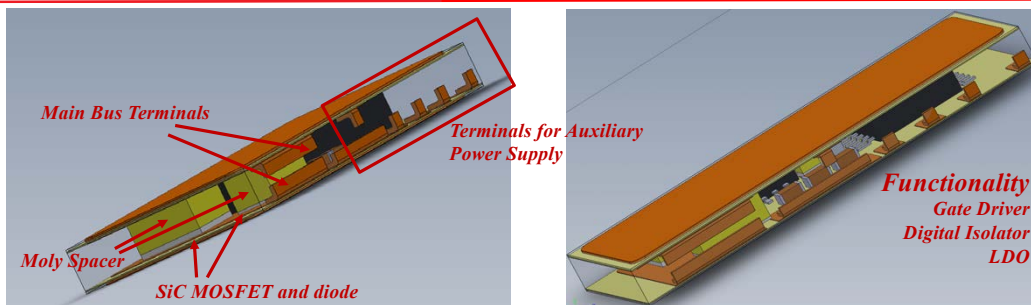 Main Bus Terminals
Terminals for Auxiliary
Power Supply
Moly Spacer
SiC MOSFET and diode
Functionality
Gate Driver
Digital Isolator
LDO